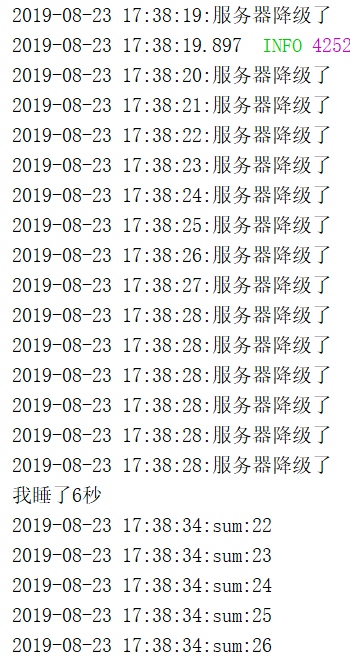 2019-08-23 17:38:19:服务器降级了
2019-08-23 17:38:19.897  INFO 4252
2019-08-23 17:38:20:服务器降级了
2019-08-23 17:38:21:服务器降级了
2019-08-23 17:38:22:服务器降级了
2019-08-23 17:38:23:服务器降级了
2019-08-23 17:38:24:服务器降级了
2019-08-23 17:38:25:服务器降级了
2019-08-23 17:38:26:服务器降级了
2019-08-23 17:38:27:服务器降级了
2019-08-23 17:38:28:服务器降级了
2019-08-23 17:38:28:服务器降级了
2019-08-23 17:38:28:服务器降级了
2019-08-23 17:38:28:服务器降级了
2019-08-23 17:38:28:服务器降级了
2019-08-23 17:38:28:服务器降级了
我睡了6秒
2019-08-23 17:38:34:sum:22
2019-08-23 17:38:34:sum:23
2019-08-23 17:38:34:sum:24
2019-08-23 17:38:34:sum:25
2019-08-23 17:38:34:sum:26